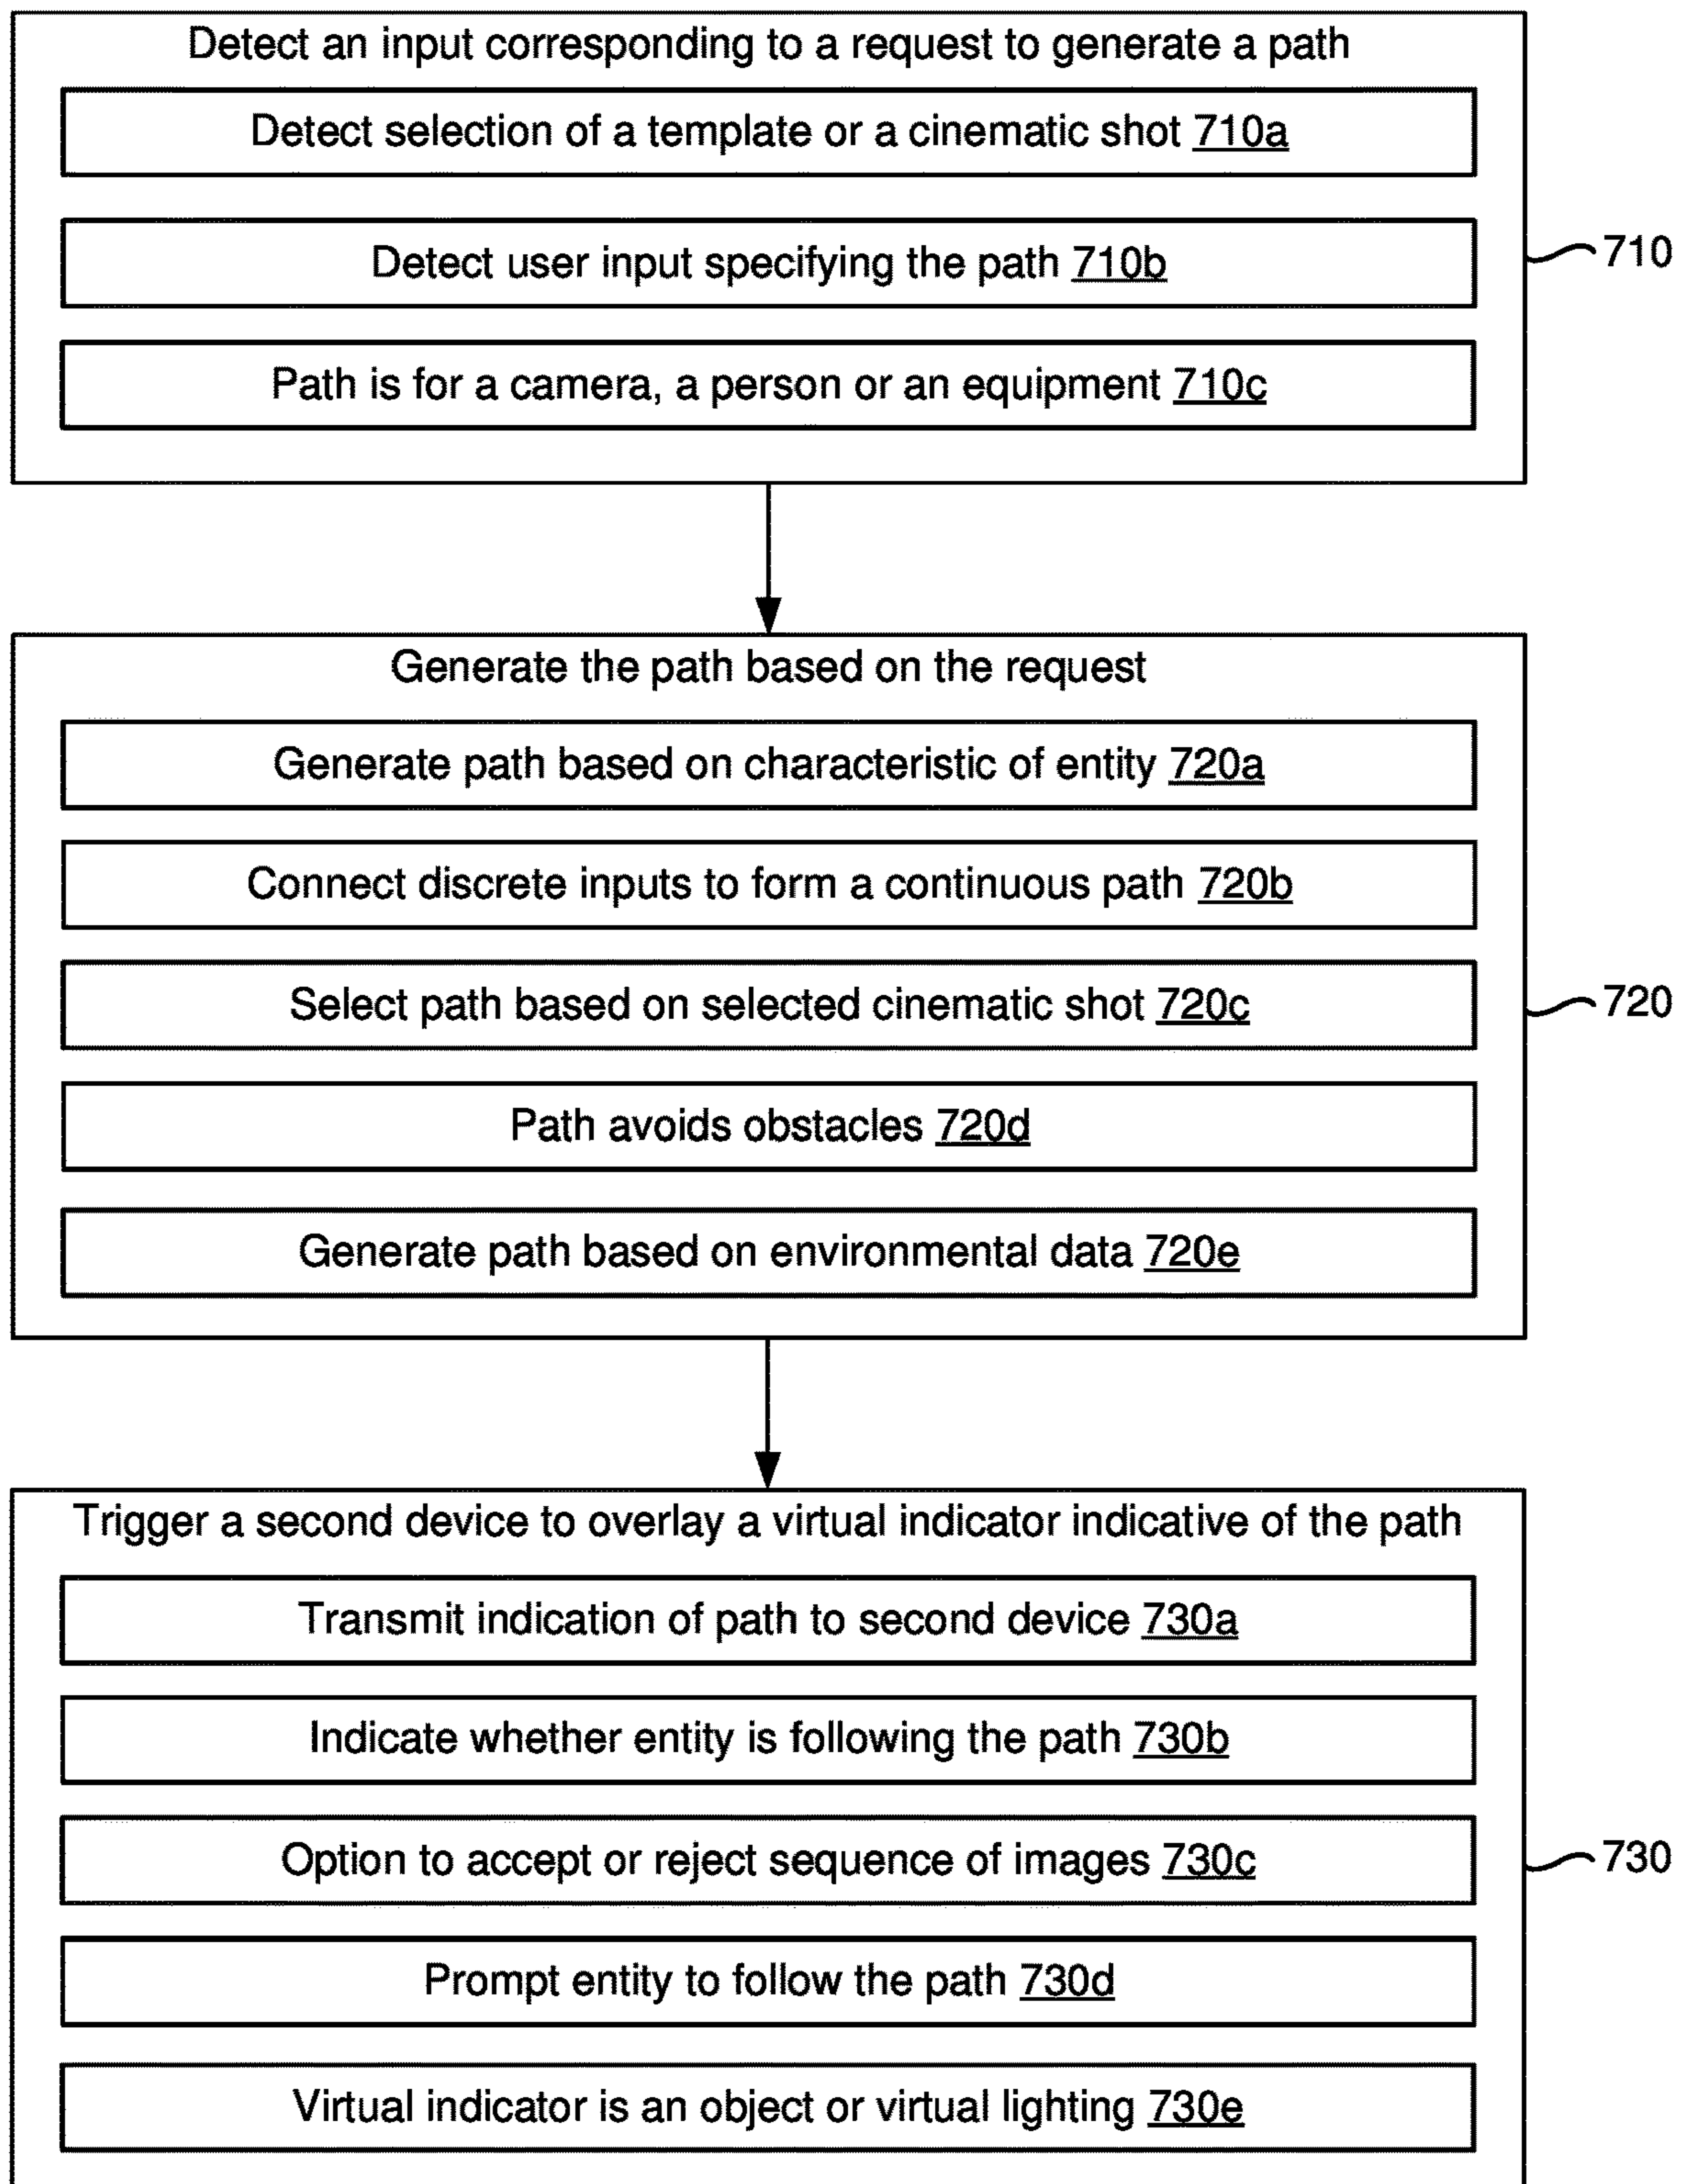 Detect an input corresponding to a request to generate a path
Detect selection of a template or a cinematic shot 710a
Detect user input specifying the path 710b
710
Path is for a camera, a person or an equipment 710c
Generate the path based on the request
Generate path based on characteristic of entity 720a
Connect discrete inputs to form a continuous path 720b
Select path based on selected cinematic shot 720c
720
Path avoids obstacles 720d
Generate path based on environmental data 720e
Trigger a second device to overlay a virtual indicator indicative of the path
Transmit indication of path to second device 730a
Indicate whether entity is following the path 730b
Option to accept or reject sequence of images 730c
730
Prompt entity to follow the path 730d
Virtual indicator is an object or virtual lighting 730e